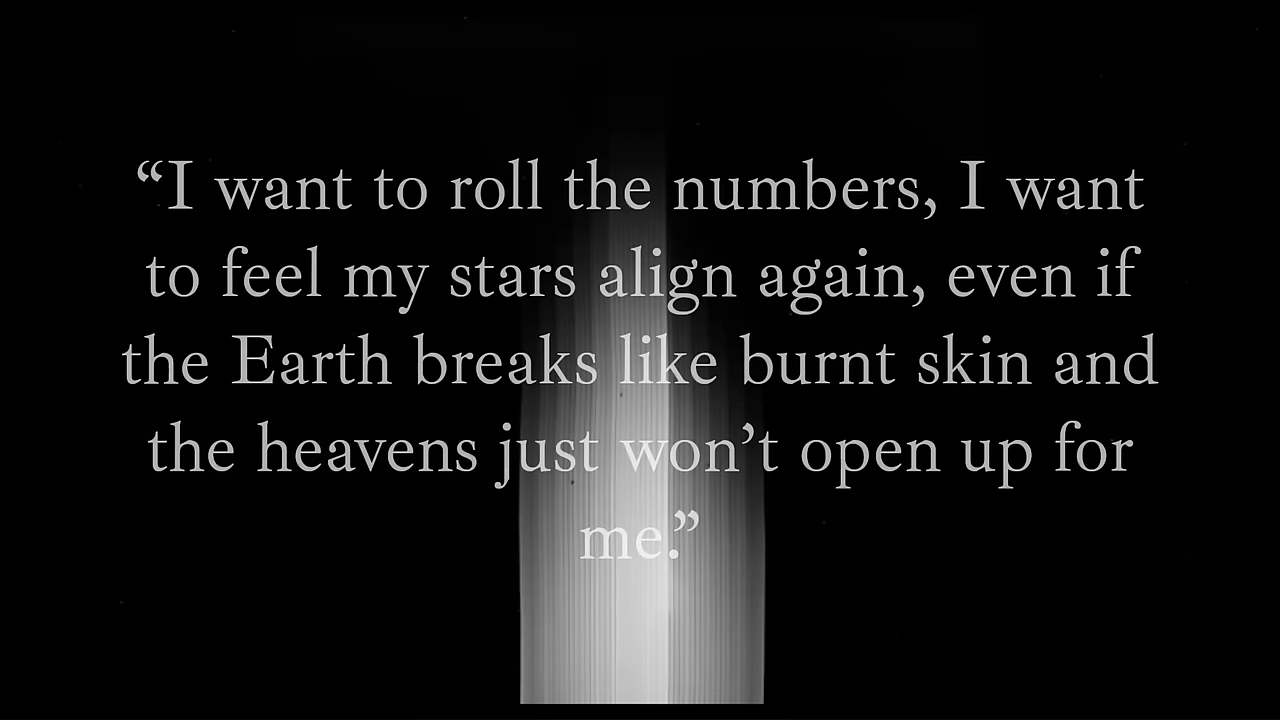 “I want to roll the numbers, I want
to feel my stars align again, even if
the Earth breaks like burnt skin and
the heavens just won’t open up for
me.”